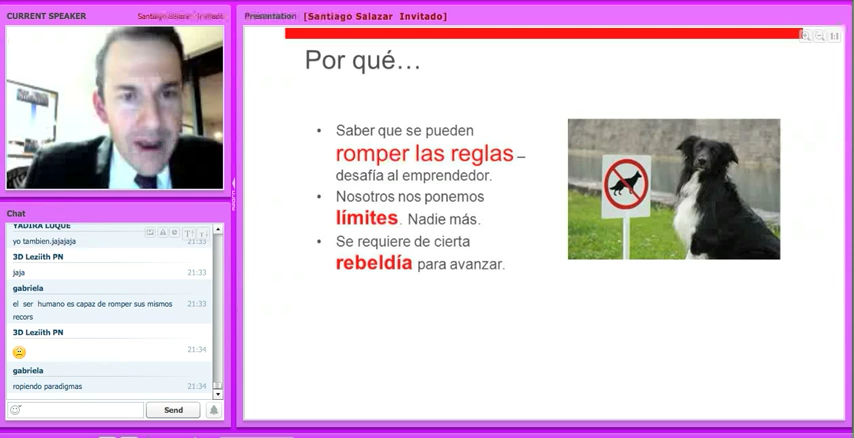 CURRENT SPEAKER
Presentation [Santiago Salazar Invitado]
Por qué…
• Saber que se pueden
romper las reglas –
desafía al emprendedor.
• Nosotros nos ponemos
límites. Nadie más.
• Se requiere de cierta
rebeldía para avanzar.
Chat
YADIRA LUQUE
yo tambien.jajajaja 21:33
3D Leziith PN
jaja 21:33
gabriela
el ser humano es capaz de romper sus mismos 21:33
recors
3D Leziith PN
21:34
gabriela
ropiendo paradigmas 21:34
Send